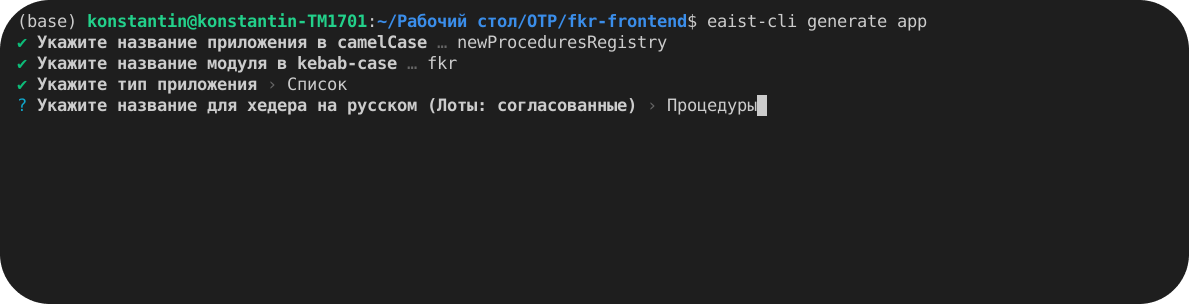 (base) konstantin@konstantin-TM1701:~/Рабочий стол/OTP/fkr-frontend$ eaist-cli generate app
✔ Укажите название приложения в camelCase … newProceduresRegistry
✔ Укажите название модуля в kebab-case … fkr
✔ Укажите тип приложения › Список
? Укажите название для хедера на русском (Лоты: согласованные) › Процедуры